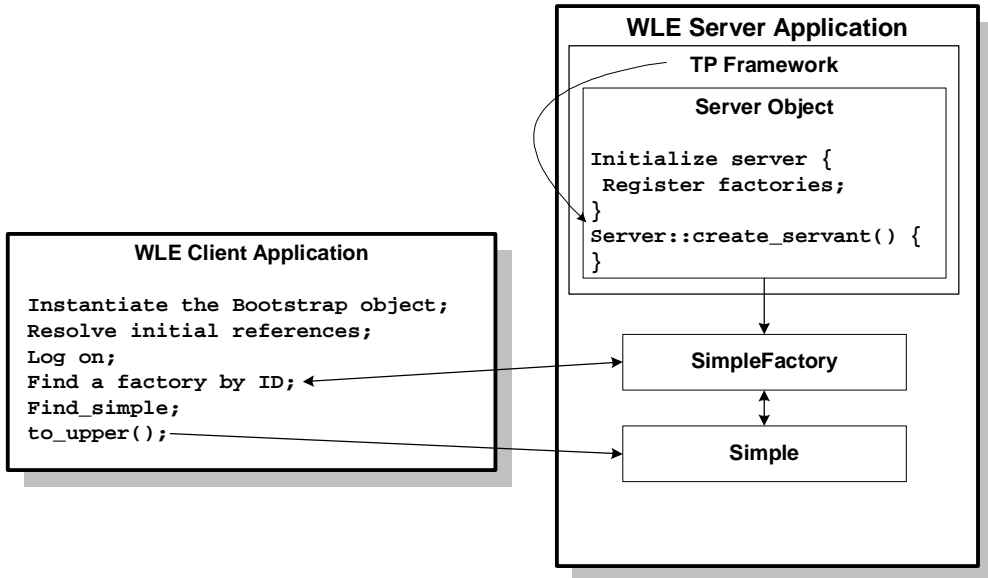 WLE Server Application
TP Framework
Server Object
Initialize server {
Register factories;
}
Server::create_servant() {
}
WLE Client Application
Instantiate the Bootstrap object;
Resolve initial references;
Log on;
Find a factory by ID;
Find_simple;
to_upper();
SimpleFactory
Simple